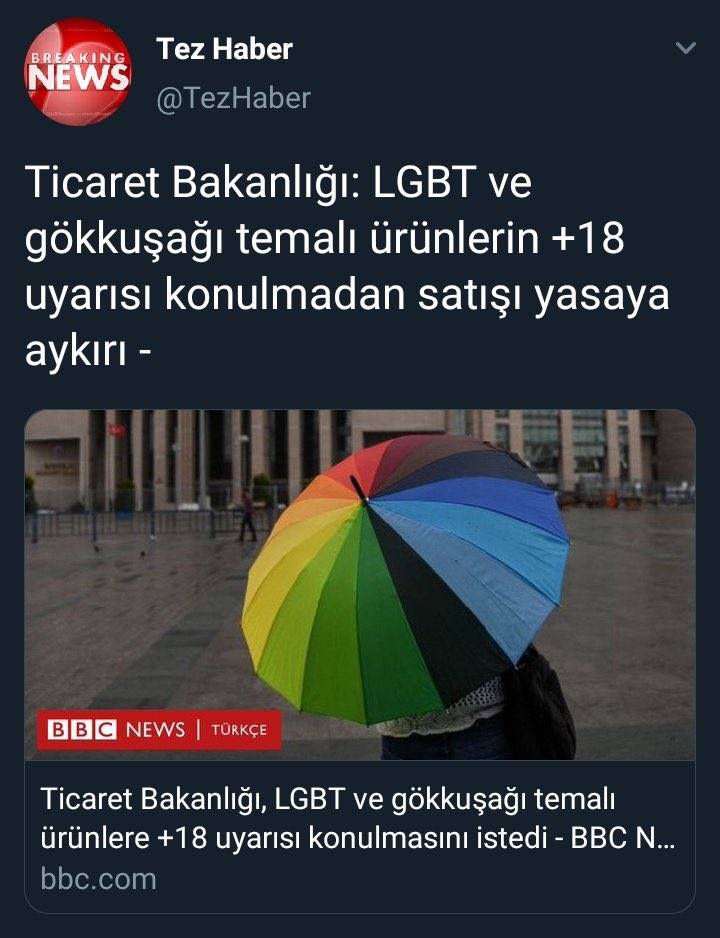 BREAKING
NEWS
Tez Haber
@TezHaber
Ticaret Bakanlığı: LGBT ve
gökkuşağı temalı ürünlerin +18
uyarısı konulmadan satışı yasaya
aykırı -
BBC NEWS | TÜRKÇE
Ticaret Bakanlığı, LGBT ve gökkuşağı temalı
ürünlere +18 uyarısı konulmasını istedi - BBC N...
bbc.com